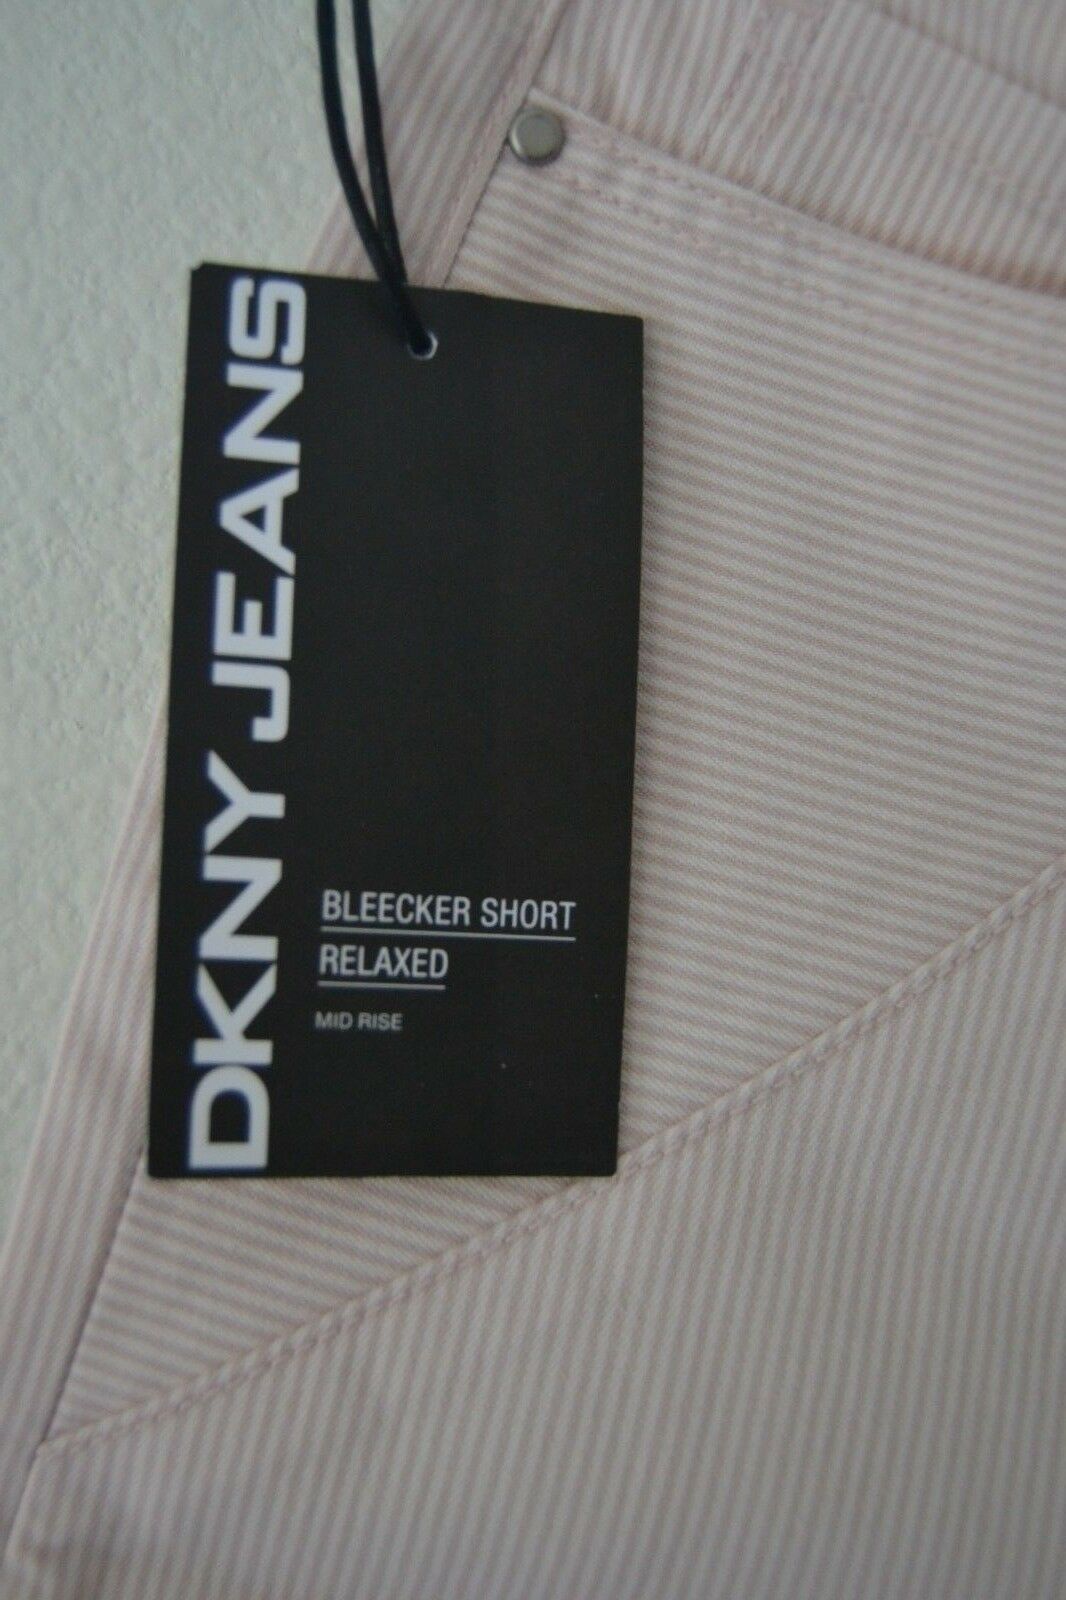 DKNY JEANS
BLEECKER SHORT
RELAXED
MID RISE